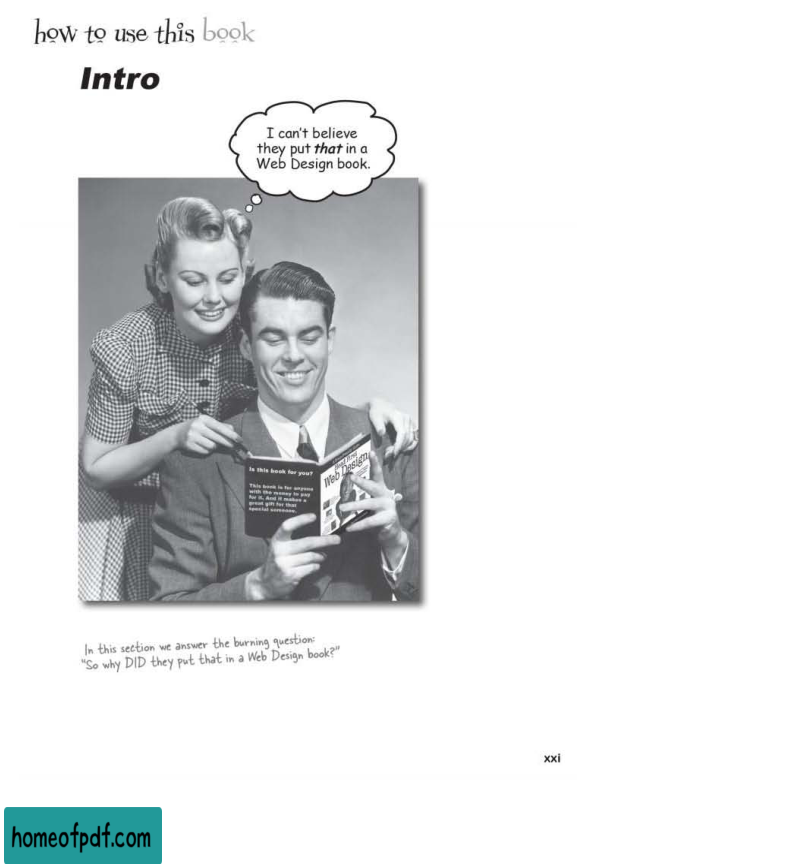 how to use this book
Intro
I can't believe
they put that in a
Web Design book.
Is this book for you?
This book is for anyone
with the money to pay
for it. And it makes a
great gift for that
special someone.
Head First
Web Design
In this section we answer the burning question:
"So why DID they put that in a Web Design book?"
xxi
homeofpdf.com